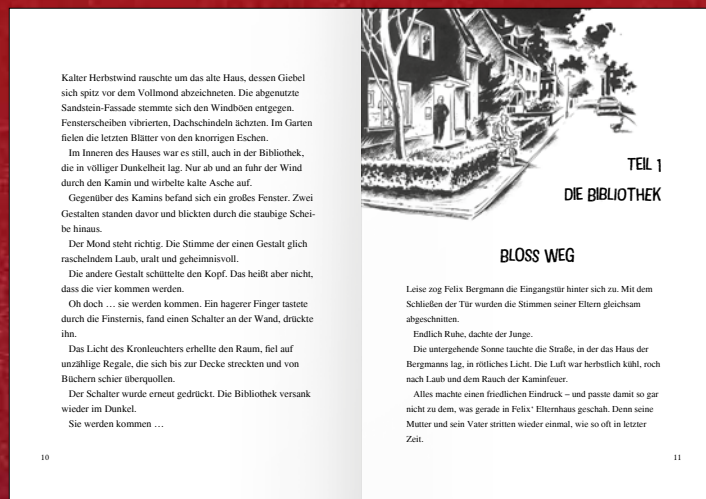 Kalter Herbstwind rauschte um das alte Haus, dessen Giebel
sich spitz vor dem Vollmond abzeichneten. Die abgenutzte
Sandstein-Fassade stemmte sich den Windböen entgegen.
Fensterscheiben vibrierten, Dachschindeln ächzten. Im Garten
fielen die letzten Blätter von den knorrigen Eschen.
Im Inneren des Hauses war es still, auch in der Bibliothek,
die in völliger Dunkelheit lag. Nur ab und an fuhr der Wind
durch den Kamin und wirbelte kalte Asche auf.
Gegenüber des Kamins befand sich ein großes Fenster. Zwei
Gestalten standen davor und blickten durch die staubige Schei-
be hinaus.
Der Mond steht richtig. Die Stimme der einen Gestalt glich
raschelndem Laub, uralt und geheimnisvoll.
Die andere Gestalt schüttelte den Kopf. Das heißt aber nicht,
dass die vier kommen werden.
Oh doch … sie werden kommen. Ein hagerer Finger tastete
durch die Finsternis, fand einen Schalter an der Wand, drückte
ihn.
Das Licht des Kronleuchters erhellte den Raum, fiel auf
unzählige Regale, die sich bis zur Decke streckten und von
Büchern schier überquollen.
Der Schalter wurde erneut gedrückt. Die Bibliothek versank
wieder im Dunkel.
Sie werden kommen …
10
TEIL 1
DIE BIBLIOTHEK
BLOSS WEG
Leise zog Felix Bergmann die Eingangstür hinter sich zu. Mit dem
Schließen der Tür wurden die Stimmen seiner Eltern gleichsam
abgeschnitten.
Endlich Ruhe, dachte der Junge.
Die untergehende Sonne tauchte die Straße, in der das Haus der
Bergmanns lag, in rötliches Licht. Die Luft war herbstlich kühl, roch
nach Laub und dem Rauch der Kaminfeuer.
Alles machte einen friedlichen Eindruck – und passte damit so gar
nicht zu dem, was gerade in Felix‘ Elternhaus geschah. Denn seine
Mutter und sein Vater stritten wieder einmal, wie so oft in letzter
Zeit.
11